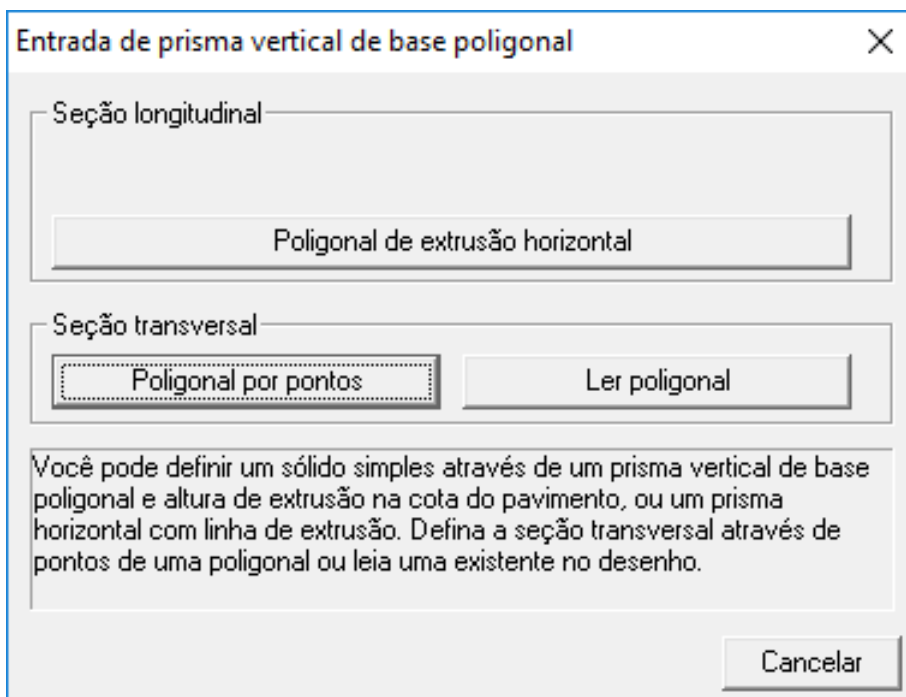 Entrada de prisma vertical de base poligonal
Seção longitudinal
Poligonal de extrusão horizontal
Seção transversal
Poligonal por pontos
Ler poligonal
Você pode definir um sólido simples através de um prisma vertical de base
poligonal e altura de extrusão na cota do pavimento, ou um prisma
horizontal com linha de extrusão. Defina a seção transversal através de
pontos de uma poligonal ou leia uma existente no desenho.
Cancelar